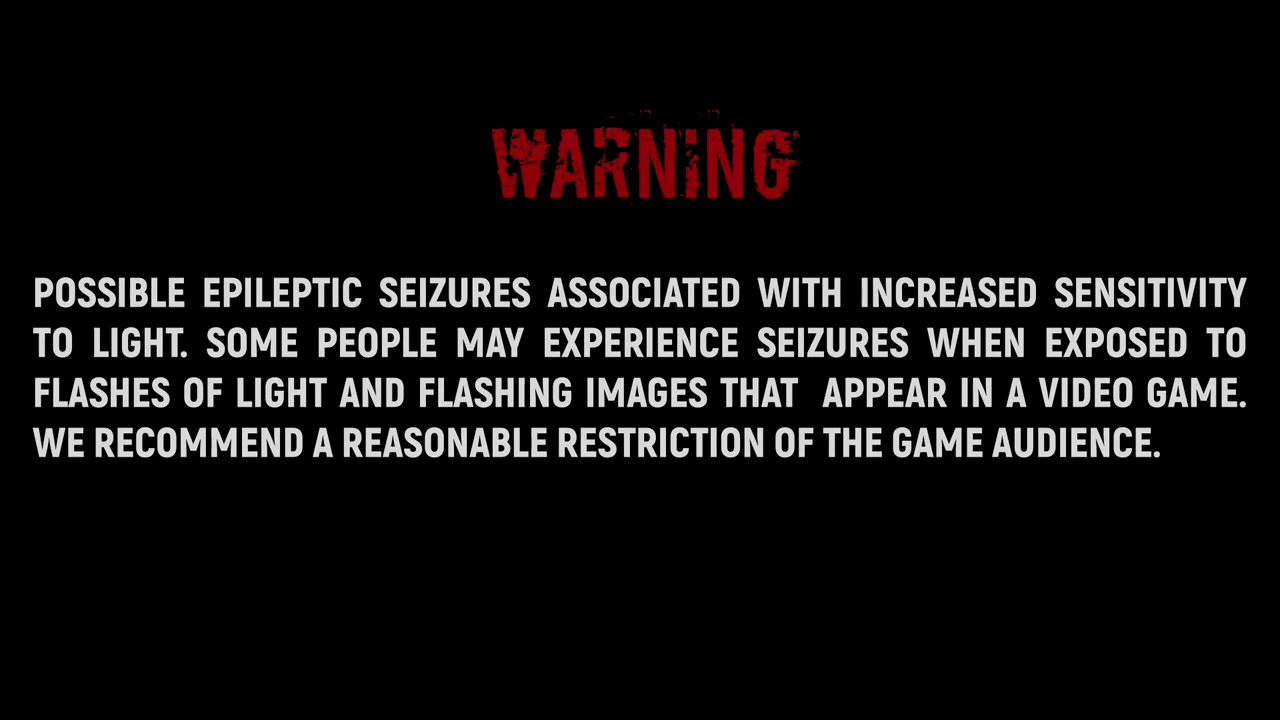 WARNING
POSSIBLE EPILEPTIC SEIZURES ASSOCIATED WITH INCREASED SENSITIVITY
TO LIGHT. SOME PEOPLE MAY EXPERIENCE SEIZURES WHEN EXPOSED TO
FLASHES OF LIGHT AND FLASHING IMAGES THAT  APPEAR IN A VIDEO GAME.
WE RECOMMEND A REASONABLE RESTRICTION OF THE GAME AUDIENCE.